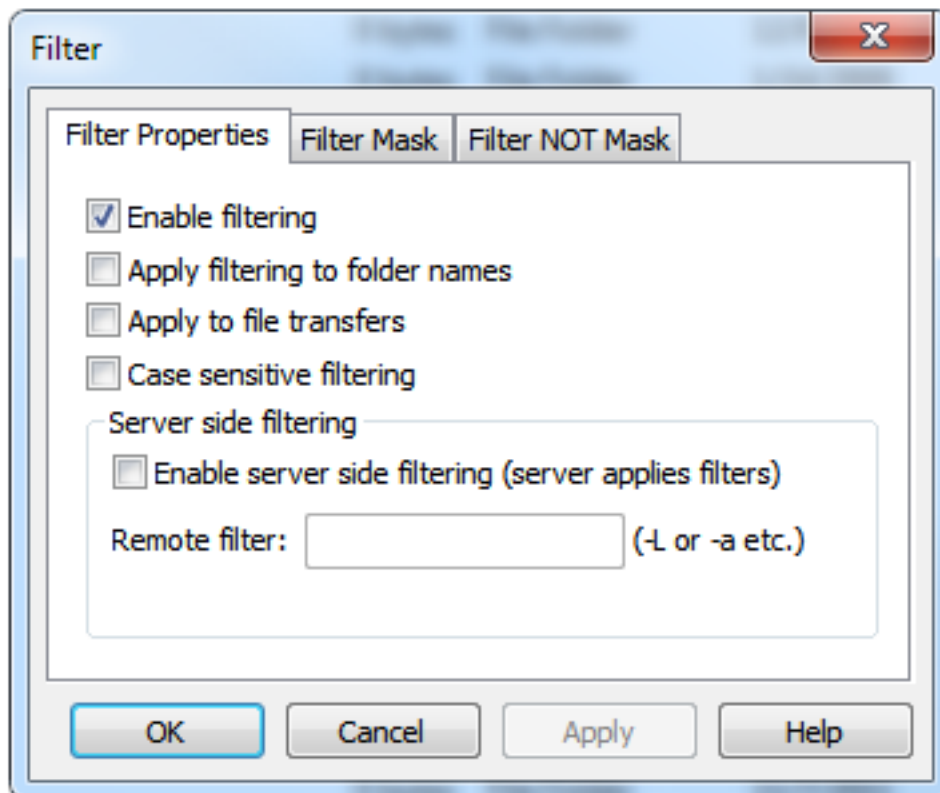 Filter
Filter Properties Filter Mask Filter NOT Mask
Enable filtering
Apply filtering to folder names
Apply to file transfers
Case sensitive filtering
Server side filtering
Enable server side filtering (server applies filters)
Remote filter: (-L or -a etc.)
OK Cancel Apply Help